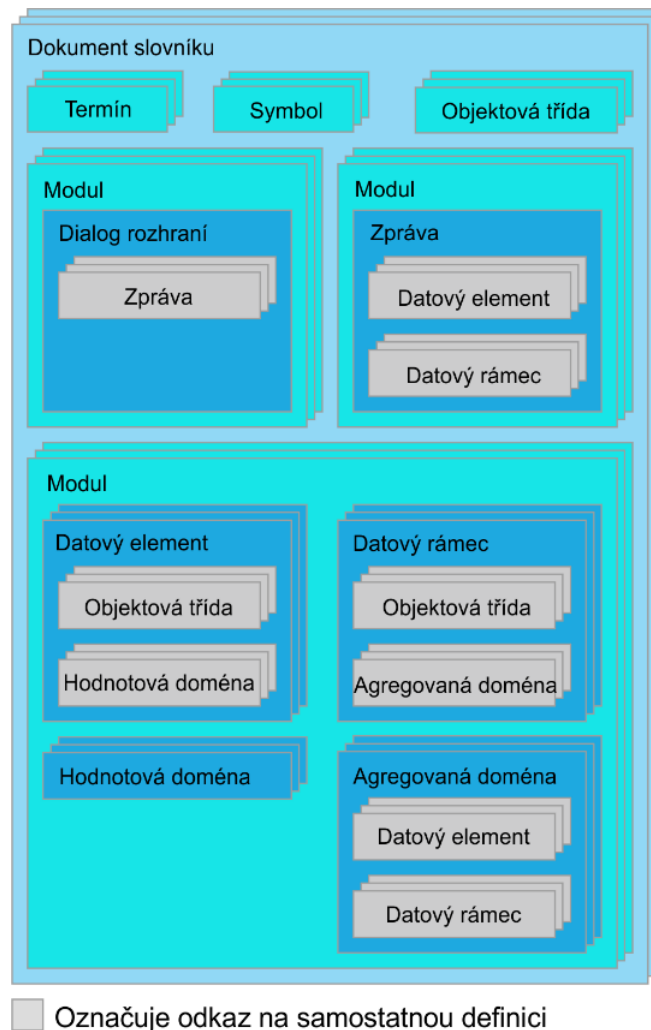 Dokument slovníku
Termín
Symbol
Objektová třída
Modul
Dialog rozhraní
Zpráva
Modul
Zpráva
Datový element
Datový rámec
Modul
Datový element
Objektová třída
Hodnotová doména
Datový rámec
Objektová třída
Agregovaná doména
Hodnotová doména
Agregovaná doména
Datový element
Datový rámec
Označuje odkaz na samostatnou definici